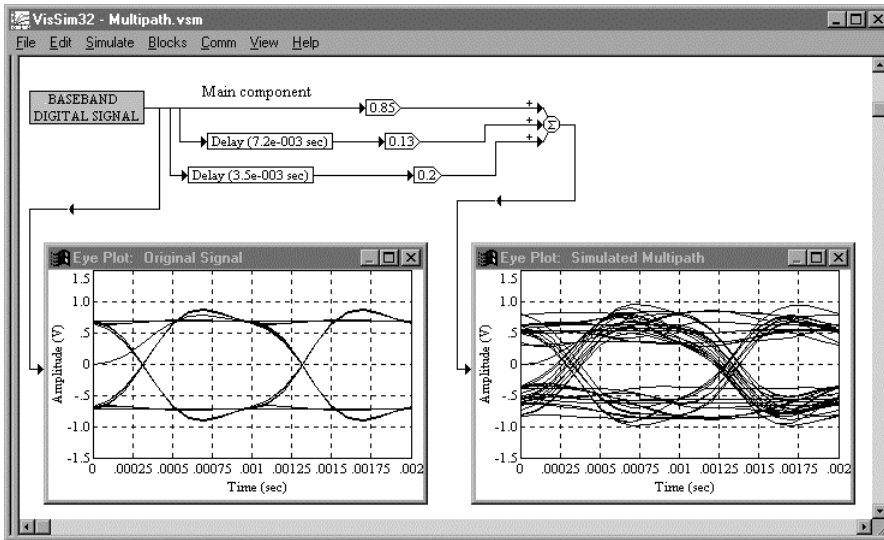 VisSim32 - Multipath.vsm
File Edit Simulate Blocks Comm View Help
BASEBAND
DIGITAL SIGNAL
Main component
0.85
+
Delay (7.2e-003 sec)
0.13
+
Σ
+
Delay (3.5e-003 sec)
0.2
Eye Plot: Original Signal
1.5
1.0
.5
0
-.5
-1.0
-1.5
Amplitude (V)
0 .00025 .0005 .00075 .001 .00125 .0015 .00175 .002
Time (sec)
Eye Plot: Simulated Multipath
1.5
1.0
.5
0
-.5
-1.0
-1.5
Amplitude (V)
0 .00025 .0005 .00075 .001 .00125 .0015 .00175 .002
Time (sec)